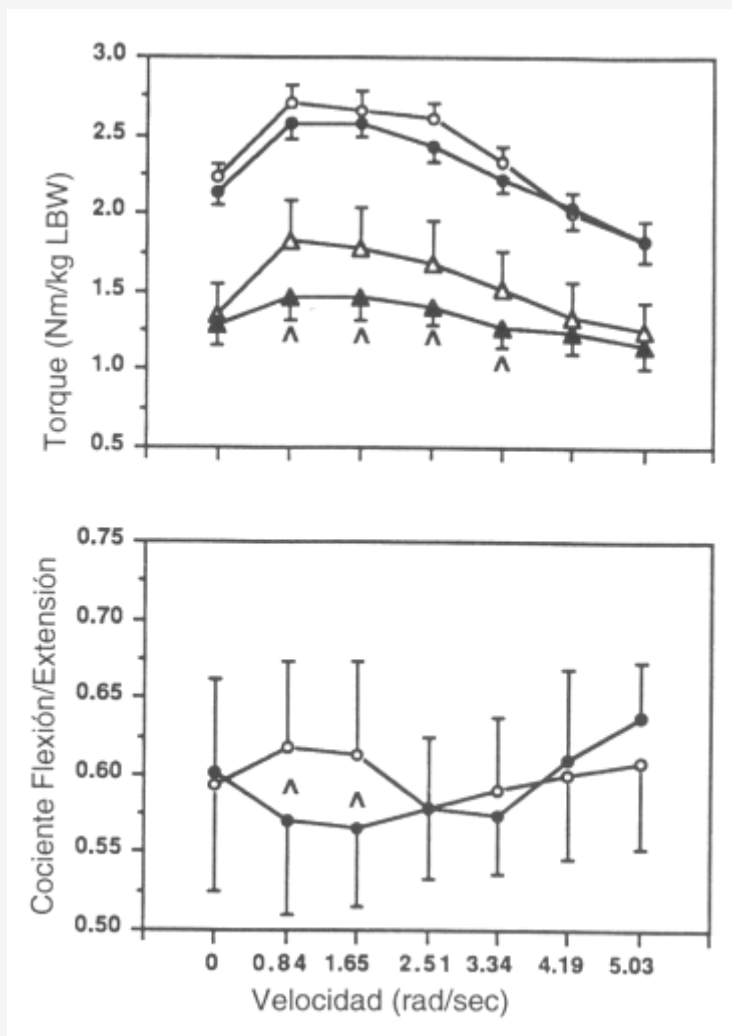 3.0
2.5
2.0
1.5
1.0
0.5
Torque (Nm/kg LBW)
^ ^ ^ ^
0.75
0.70
0.65
0.60
0.55
0.50
Cociente Flexión/Extensión
^ ^
0 0.84 1.65 2.51 3.34 4.19 5.03
Velocidad (rad/sec)